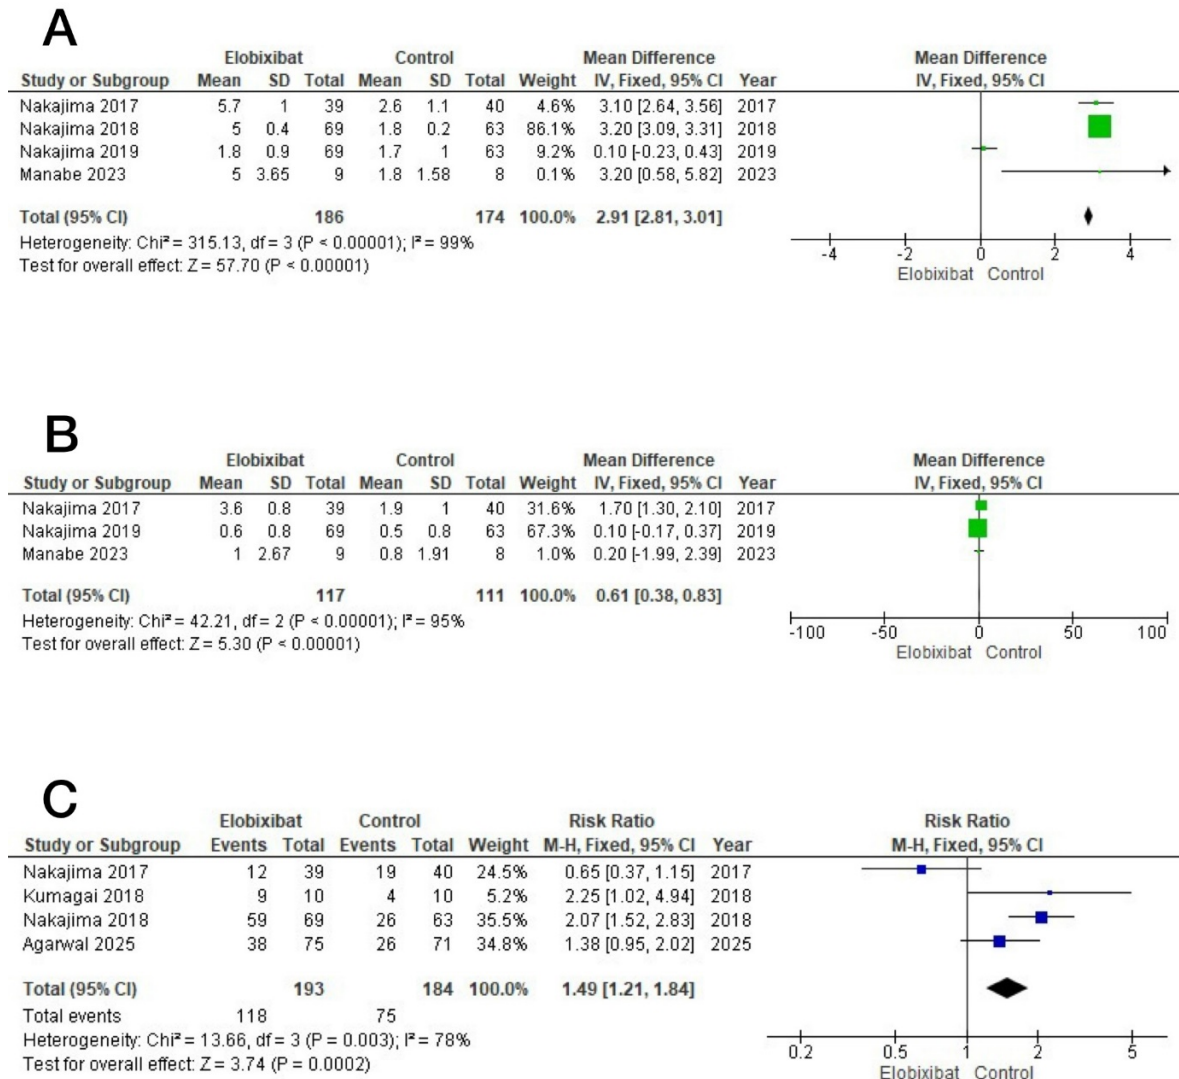 A
Elobixibat Control Mean Difference Mean Difference
Study or Subgroup Mean SD Total Mean SD Total Weight IV, Fixed, 95% CI Year IV, Fixed, 95% CI
Nakajima 2017 5.7 1 39 2.6 1.1 40 4.6% 3.10 [2.64, 3.56] 2017
Nakajima 2018 5 0.4 69 1.8 0.2 63 86.1% 3.20 [3.09, 3.31] 2018
Nakajima 2019 1.8 0.9 69 1.7 1 63 9.2% 0.10 [-0.23, 0.43] 2019
Manabe 2023 5 3.65 9 1.8 1.58 8 0.1% 3.20 [0.58, 5.82] 2023
Total (95% CI) 186 174 100.0% 2.91 [2.81, 3.01]
Heterogeneity: Chi² = 315.13, df = 3 (P < 0.00001); I² = 99%
Test for overall effect: Z = 57.70 (P < 0.00001)
-4 -2 0 2 4
Elobixibat Control
B
Elobixibat Control Mean Difference Mean Difference
Study or Subgroup Mean SD Total Mean SD Total Weight IV, Fixed, 95% CI Year IV, Fixed, 95% CI
Nakajima 2017 3.6 0.8 39 1.9 1 40 31.6% 1.70 [1.30, 2.10] 2017
Nakajima 2019 0.6 0.8 69 0.5 0.8 63 67.3% 0.10 [-0.17, 0.37] 2019
Manabe 2023 1 2.67 9 0.8 1.91 8 1.0% 0.20 [-1.99, 2.39] 2023
Total (95% CI) 117 111 100.0% 0.61 [0.38, 0.83]
Heterogeneity: Chi² = 42.21, df = 2 (P < 0.00001); I² = 95%
Test for overall effect: Z = 5.30 (P < 0.00001)
-100 -50 0 50 100
Elobixibat Control
C
Elobixibat Control Risk Ratio Risk Ratio
Study or Subgroup Events Total Events Total Weight M-H, Fixed, 95% CI Year M-H, Fixed, 95% CI
Nakajima 2017 12 39 19 40 24.5% 0.65 [0.37, 1.15] 2017
Kumagai 2018 9 10 4 10 5.2% 2.25 [1.02, 4.94] 2018
Nakajima 2018 59 69 26 63 35.5% 2.07 [1.52, 2.83] 2018
Agarwal 2025 38 75 26 71 34.8% 1.38 [0.95, 2.02] 2025
Total (95% CI) 193 184 100.0% 1.49 [1.21, 1.84]
Total events 118 75
Heterogeneity: Chi² = 13.66, df = 3 (P = 0.003); I² = 78%
Test for overall effect: Z = 3.74 (P = 0.0002)
0.2 0.5 1 2 5
Elobixibat Control